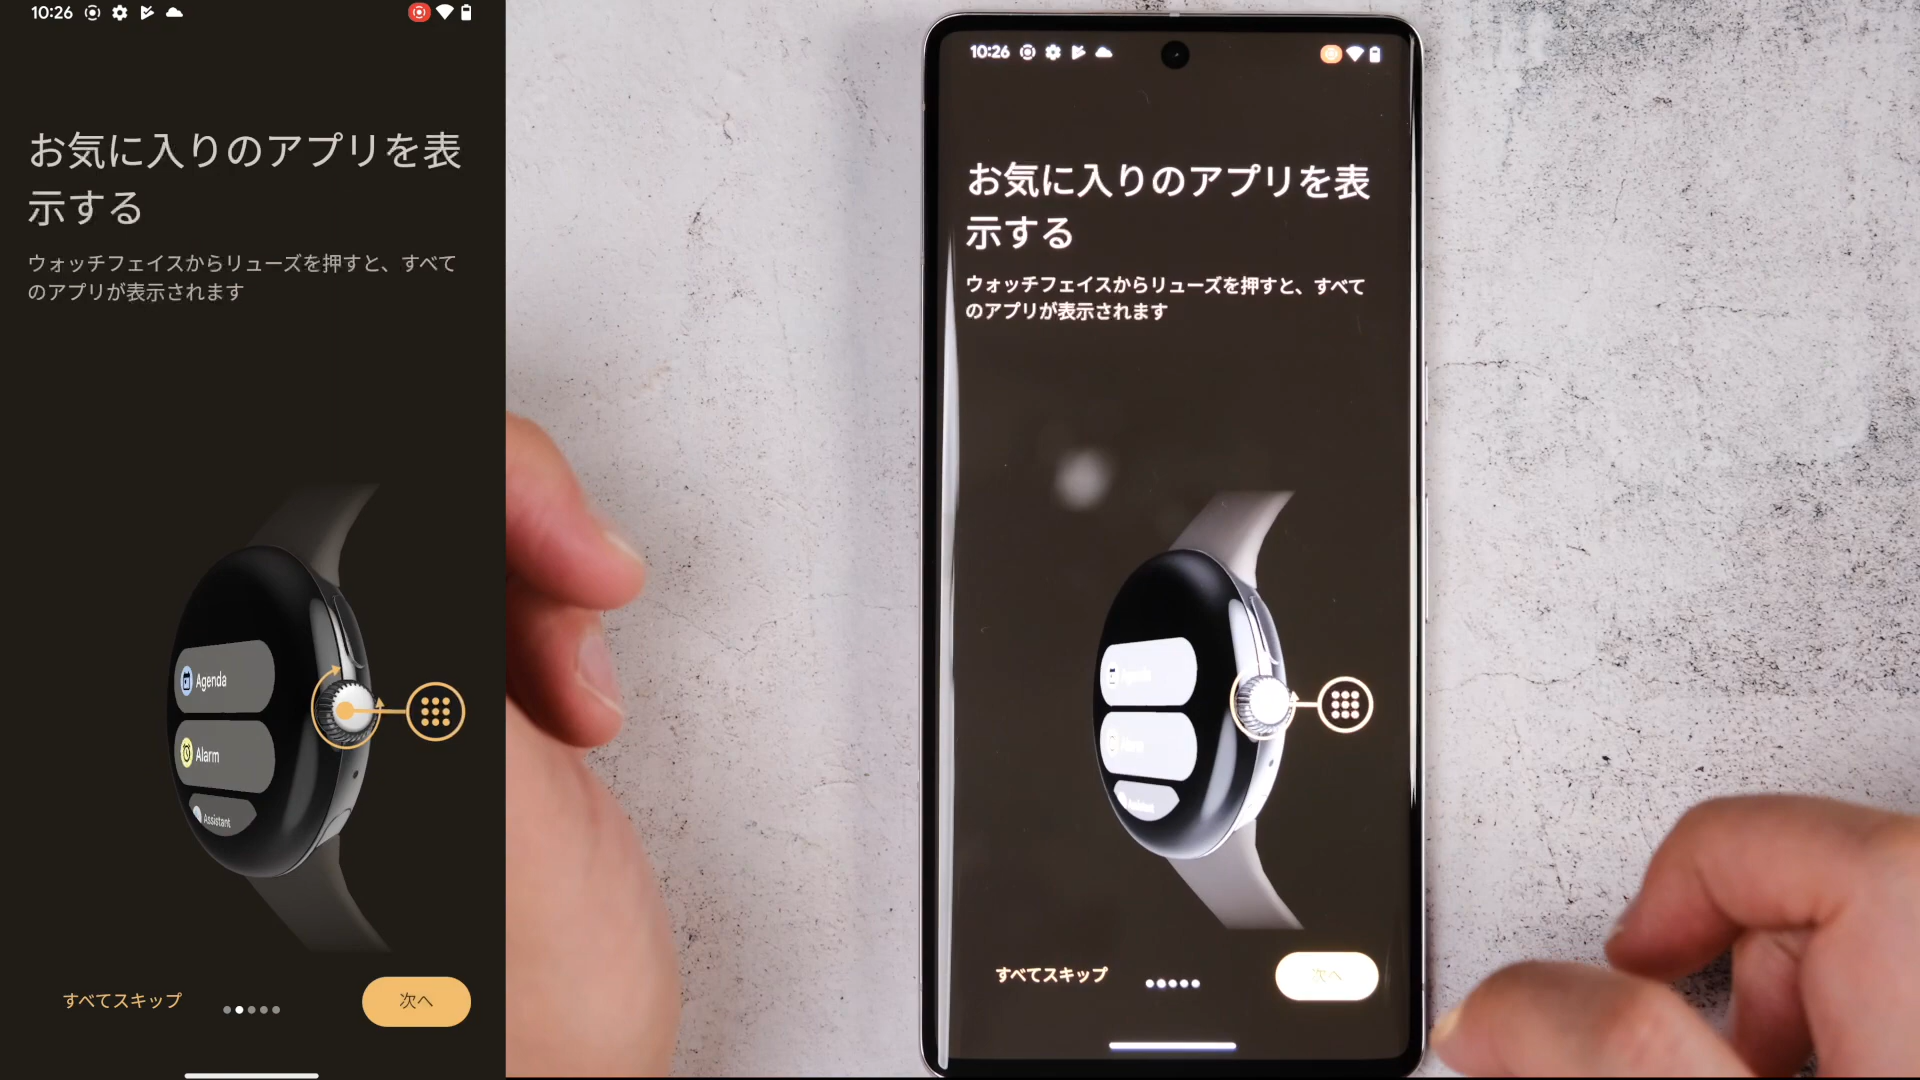 10:26
お気に入りのアプリを表
示する
ウォッチフェイスからリューズを押すと、すべて
のアプリが表示されます
Agenda
Alarm
Assistant
すべてスキップ
次へ
10:26
お気に入りのアプリを表
示する
ウォッチフェイスからリューズを押すと、すべて
のアプリが表示されます
すべてスキップ
次へ